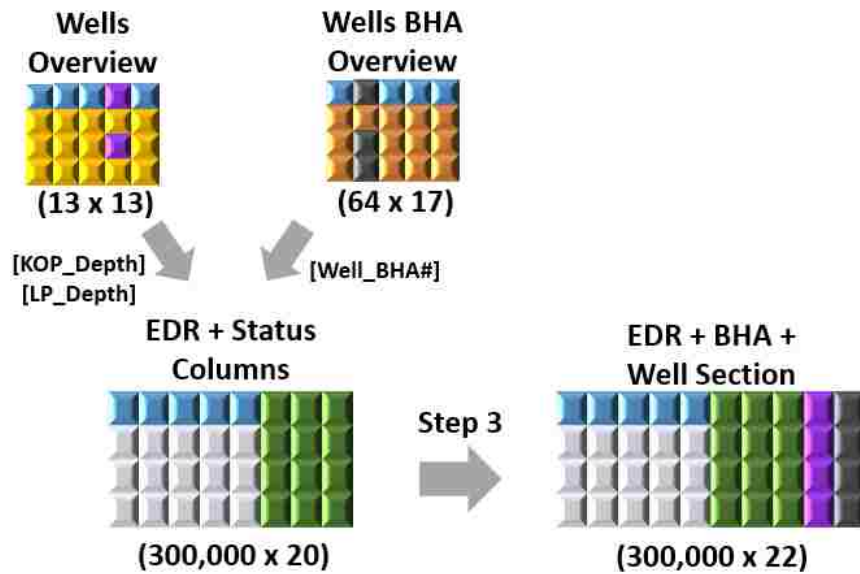 Wells
Overview
(13 x 13)
Wells BHA
Overview
(64 x 17)
[KOP_Depth]
[LP_Depth]
[Well_BHA#]
EDR + Status
Columns
(300,000 x 20)
Step 3
EDR + BHA +
Well Section
(300,000 x 22)